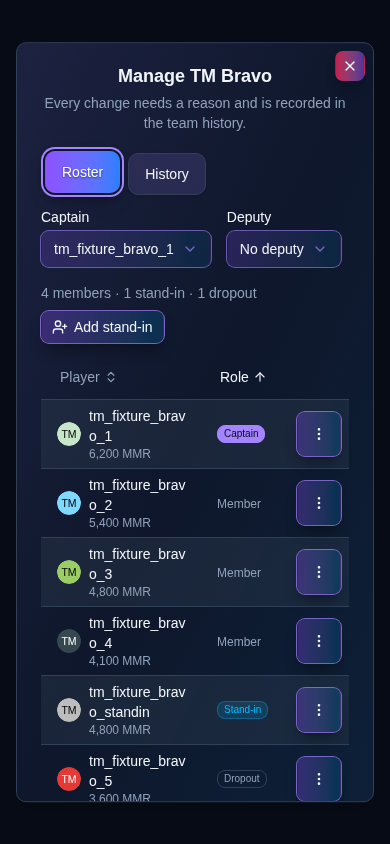 Manage TM Bravo
Every change needs a reason and is recorded in
the team history.
Roster
History
Captain
Deputy
tm_fixture_bravo_1
No deputy
4 members · 1 stand-in · 1 dropout
Add stand-in
Player
Role
TM
tm_fixture_brav
o_1
6,200 MMR
Captain
TM
tm_fixture_brav
o_2
5,400 MMR
Member
TM
tm_fixture_brav
o_3
4,800 MMR
Member
TM
tm_fixture_brav
o_4
4,100 MMR
Member
TM
tm_fixture_brav
o_standin
4,800 MMR
Stand-in
TM
tm_fixture_brav
o_5
3,600 MMR
Dropout